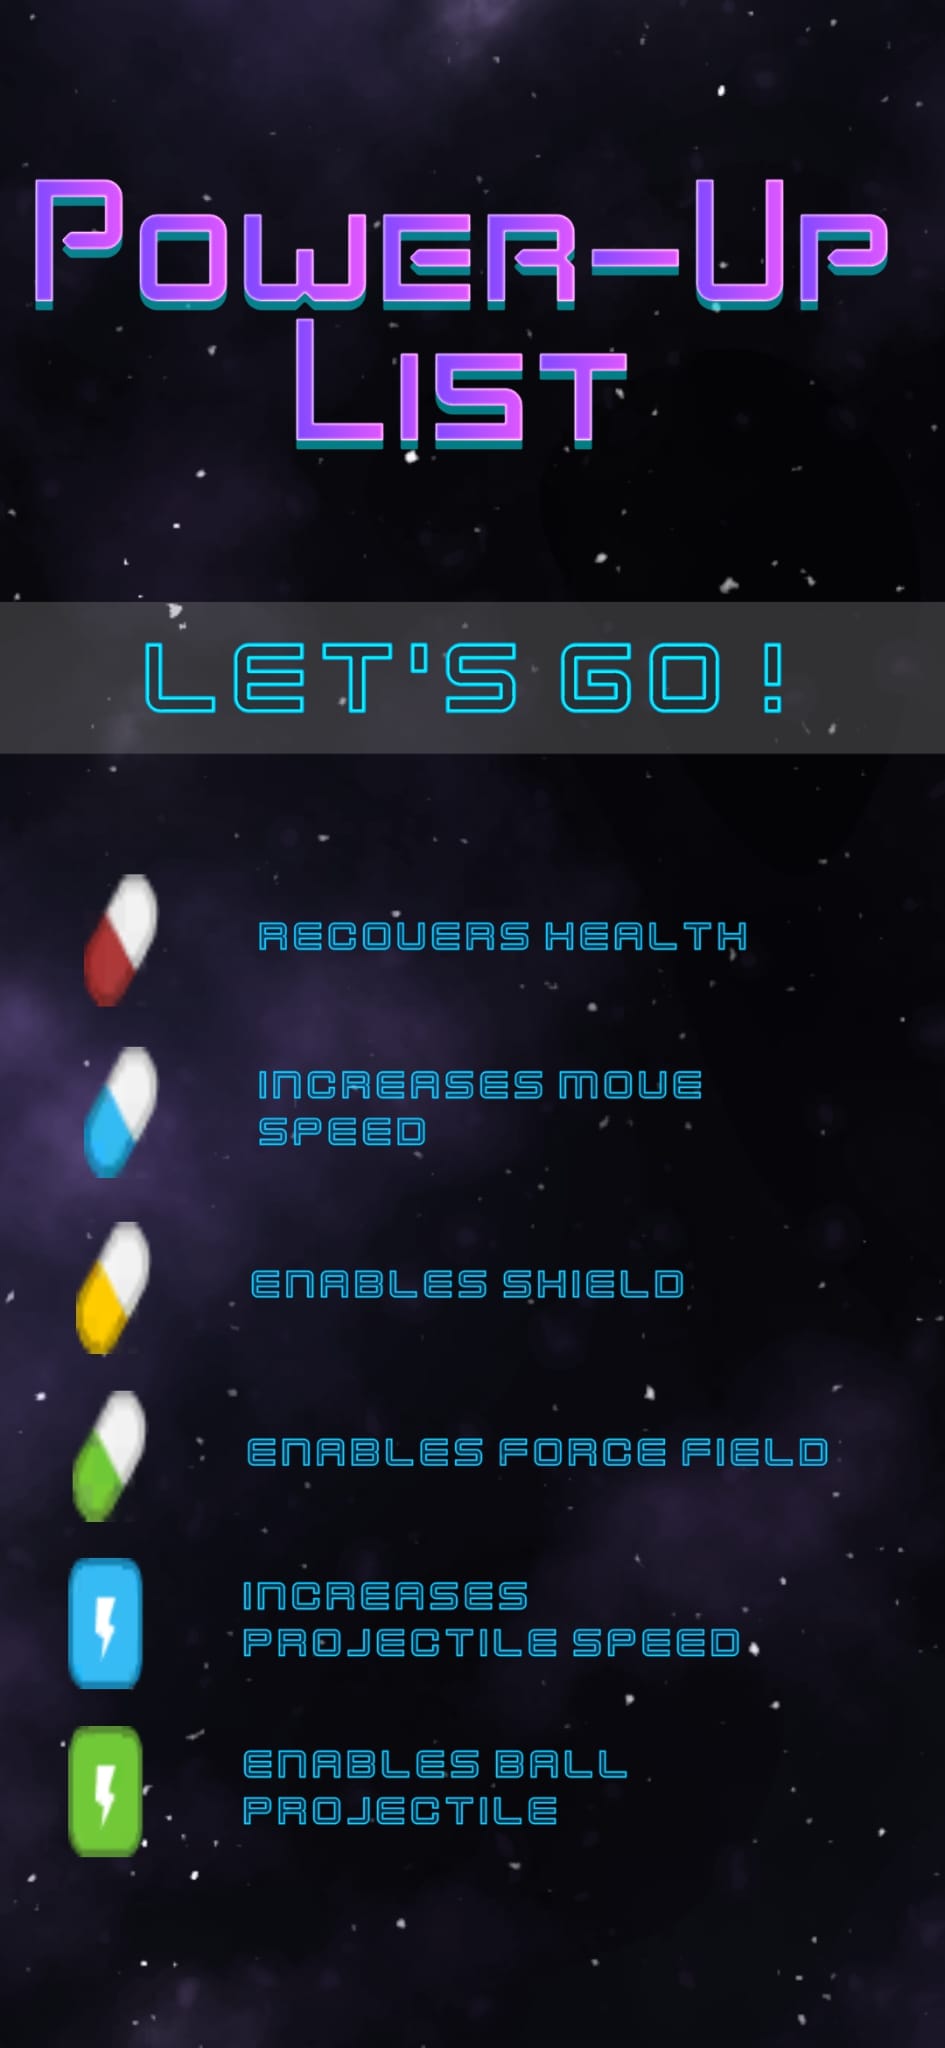 Power-Up
List
LET'S GO !
RECOVERS HEALTH
INCREASES MOVE
SPEED
ENABLES SHIELD
ENABLES FORCE FIELD
INCREASES
PROJECTILE SPEED
ENABLES BALL
PROJECTILE